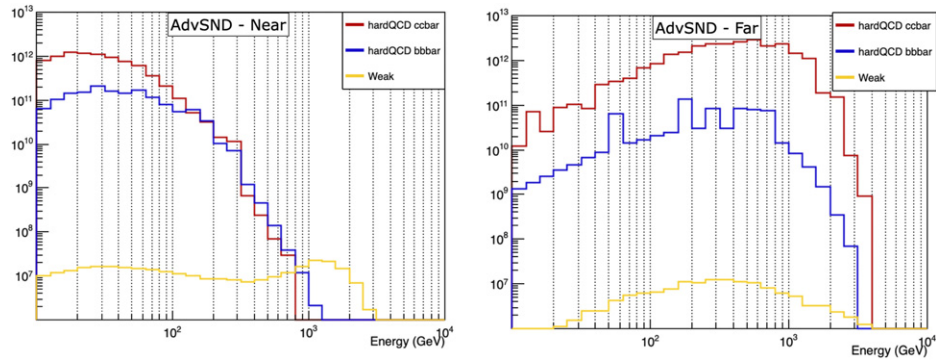 AdvSND - Near
hardQCD ccbar
hardQCD bbbar
Weak
10^13
10^12
10^11
10^10
10^9
10^8
10^7
10^2
10^3
10^4
Energy (GeV)
AdvSND - Far
hardQCD ccbar
hardQCD bbbar
Weak
10^13
10^12
10^11
10^10
10^9
10^8
10^7
10^2
10^3
10^4
Energy (GeV)